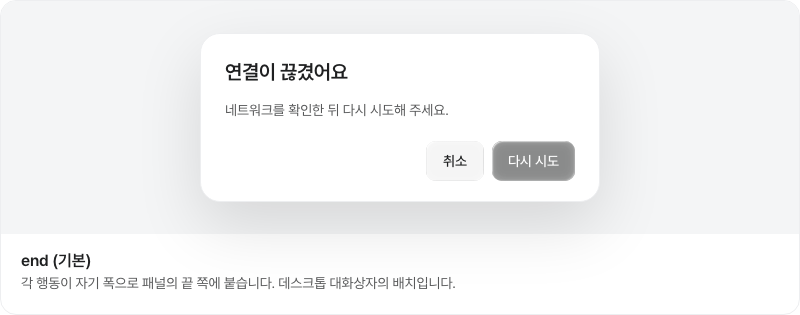 연결이 끊겼어요
네트워크를 확인한 뒤 다시 시도해 주세요.
취소
다시 시도
end (기본)
각 행동이 자기 폭으로 패널의 끝 쪽에 붙습니다. 데스크톱 대화상자의 배치입니다.